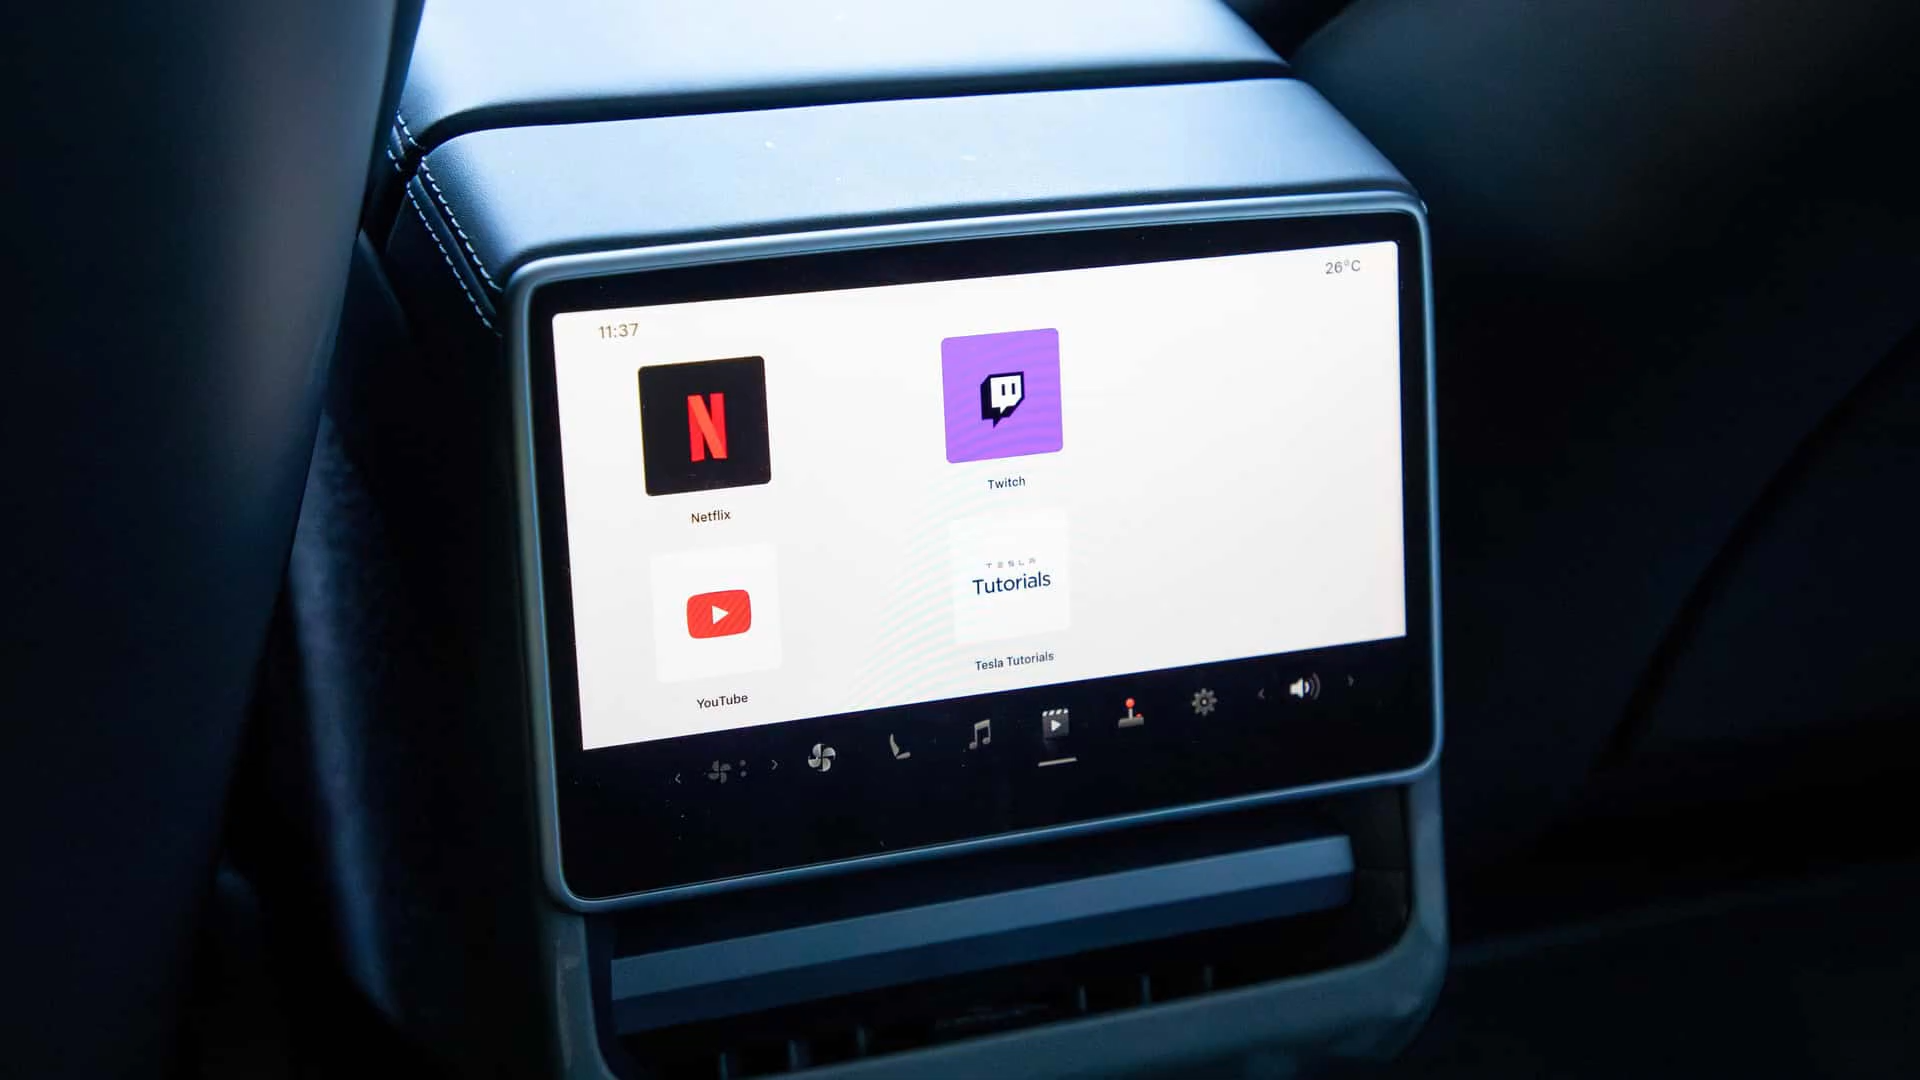 11:37
26°C
N
Netflix
Twitch
TESLA
Tutorials
YouTube
Tesla Tutorials